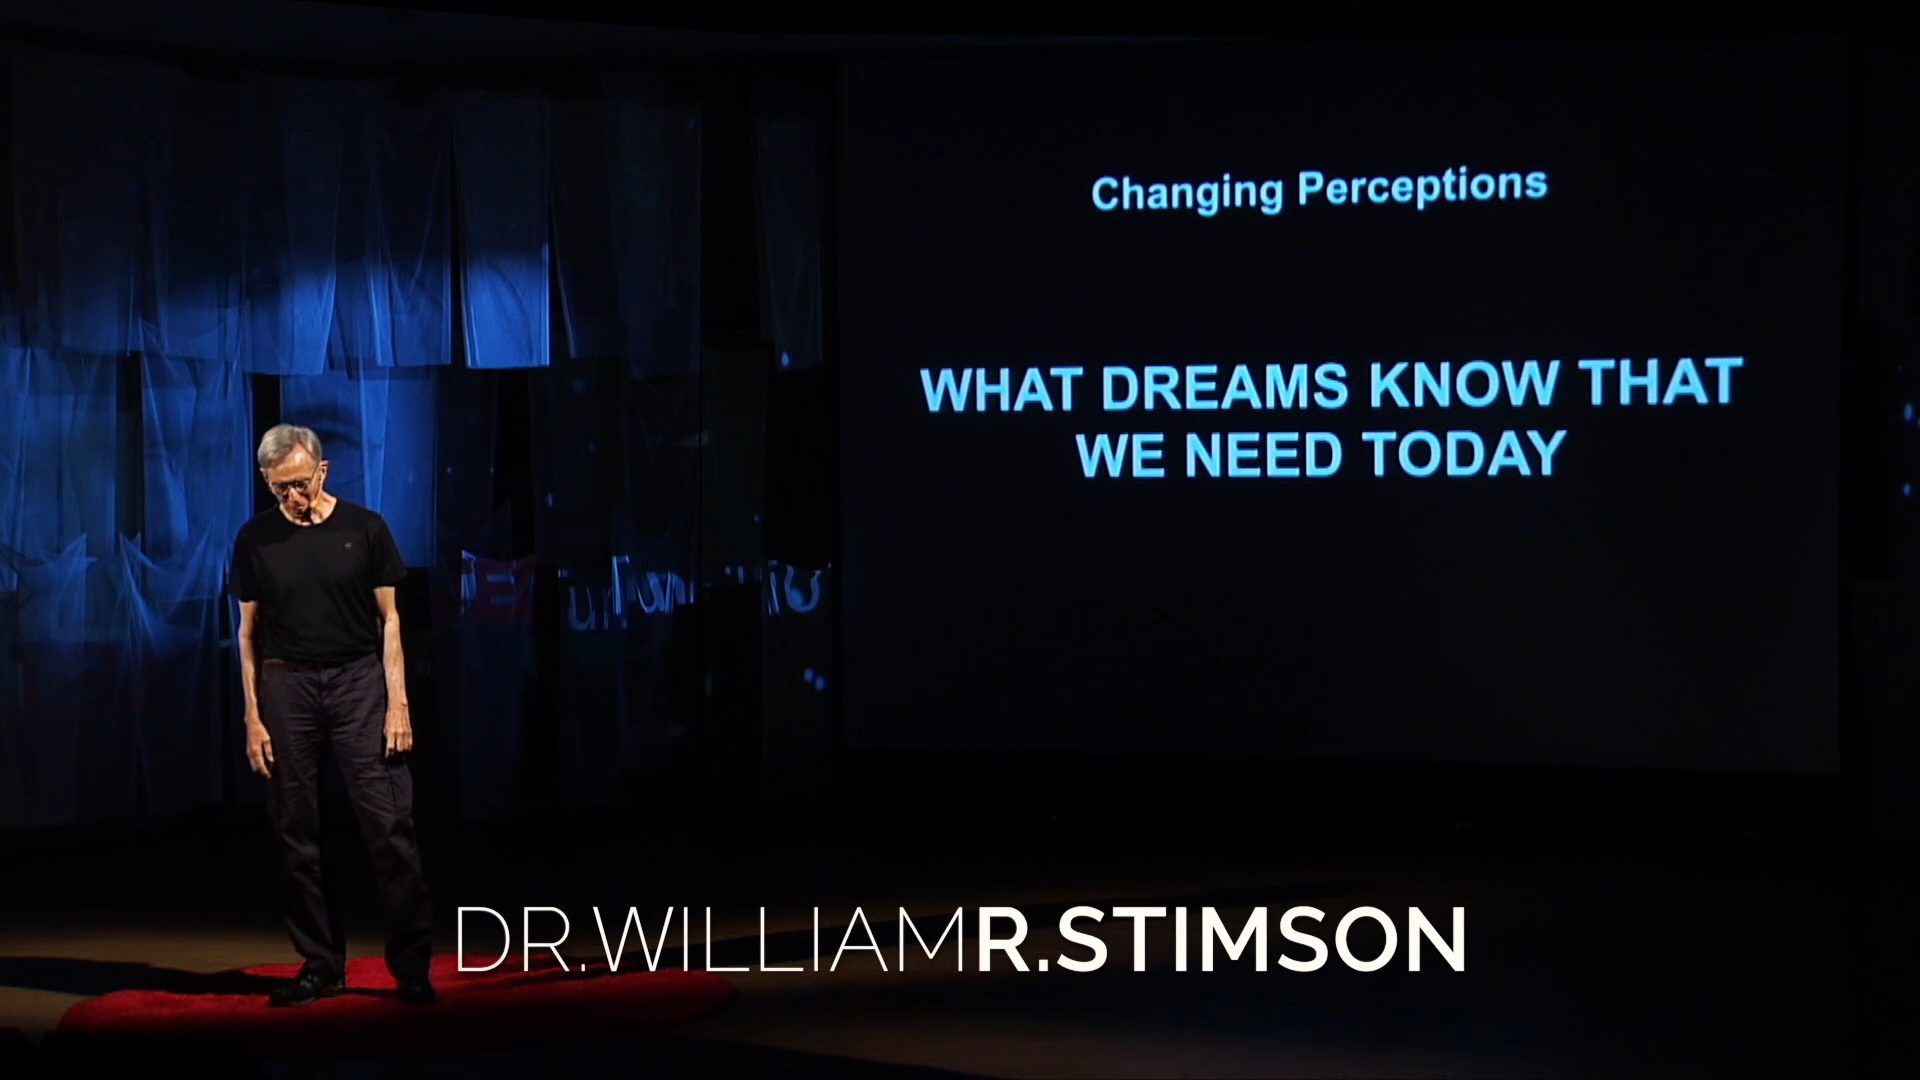 Changing Perceptions
WHAT DREAMS KNOW THAT
WE NEED TODAY
DR.WILLIAMR.STIMSON